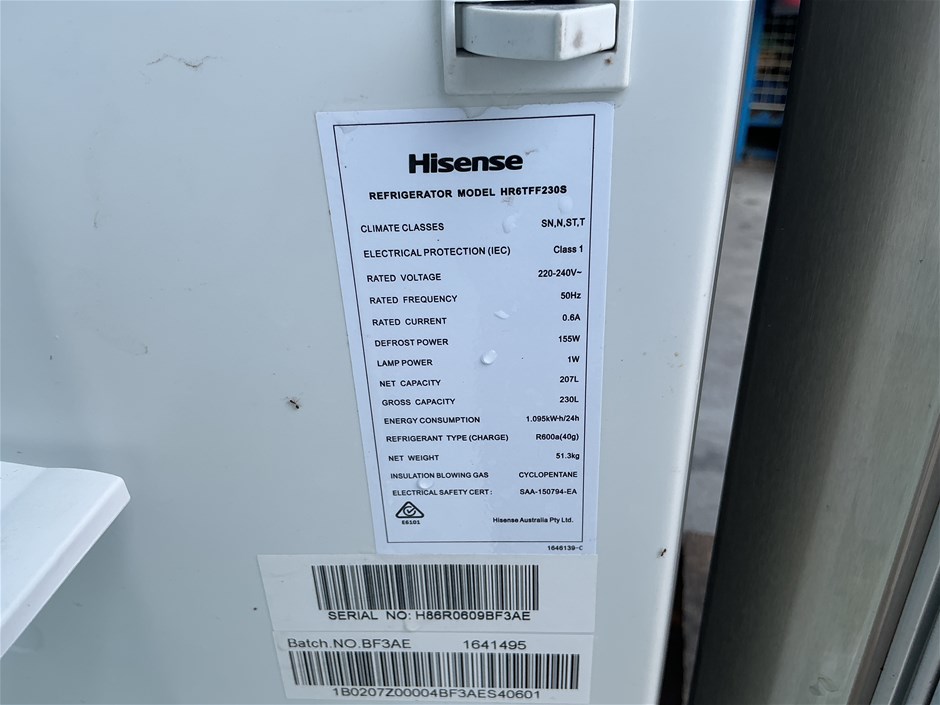 Hisense
REFRIGERATOR MODEL HR6TFF230S
CLIMATE CLASSES SN,N,ST,T
ELECTRICAL PROTECTION (IEC) Class 1
RATED VOLTAGE 220-240V~
RATED FREQUENCY 50Hz
RATED CURRENT 0.6A
DEFROST POWER 155W
LAMP POWER 1W
NET CAPACITY 207L
GROSS CAPACITY 230L
ENERGY CONSUMPTION 1.095kW·h/24h
REFRIGERANT TYPE (CHARGE) R600a(40g)
NET WEIGHT 51.3kg
INSULATION BLOWING GAS CYCLOPENTANE
ELECTRICAL SAFETY CERT : SAA-150794-EA
E6101 Hisense Australia Pty Ltd.
1646139-C
SERIAL NO: H86R0609BF3AE
Batch.NO.BF3AE 1641495
1B0207Z00004BF3AES40601